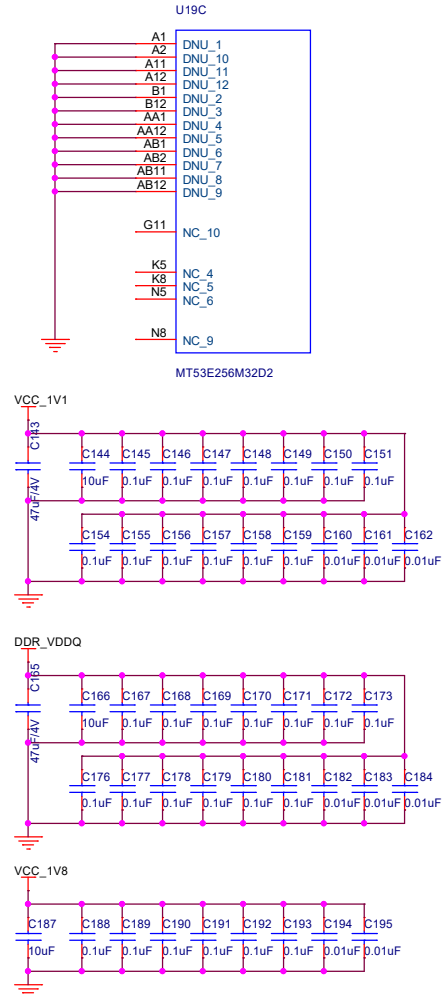 U19C
A1 DNU_1
A2 DNU_10
A11 DNU_11
A12 DNU_12
B1 DNU_2
B12 DNU_3
AA1 DNU_4
AA12 DNU_5
AB1 DNU_6
AB2 DNU_7
AB11 DNU_8
AB12 DNU_9
G11 NC_10
K5 NC_4
K8 NC_5
N5 NC_6
N8 NC_9
MT53E256M32D2
VCC_1V1
C143
47uF/4V
C144 C145 C146 C147 C148 C149 C150 C151
10uF 0.1uF 0.1uF 0.1uF 0.1uF 0.1uF 0.1uF 0.1uF
C154 C155 C156 C157 C158 C159 C160 C161 C162
0.1uF 0.1uF 0.1uF 0.1uF 0.1uF 0.1uF 0.01uF 0.01uF 0.01uF
DDR_VDDQ
C165
47uF/4V
C166 C167 C168 C169 C170 C171 C172 C173
10uF 0.1uF 0.1uF 0.1uF 0.1uF 0.1uF 0.1uF 0.1uF
C176 C177 C178 C179 C180 C181 C182 C183 C184
0.1uF 0.1uF 0.1uF 0.1uF 0.1uF 0.1uF 0.01uF 0.01uF 0.01uF
VCC_1V8
C187 C188 C189 C190 C191 C192 C193 C194 C195
10uF 0.1uF 0.1uF 0.1uF 0.1uF 0.1uF 0.1uF 0.01uF 0.01uF